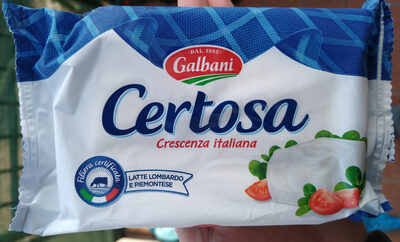 DAL 1882
Galbani
Certosa
Crescenza italiana
Filiera certificata
LATTE LOMBARDO
E PIEMONTESE